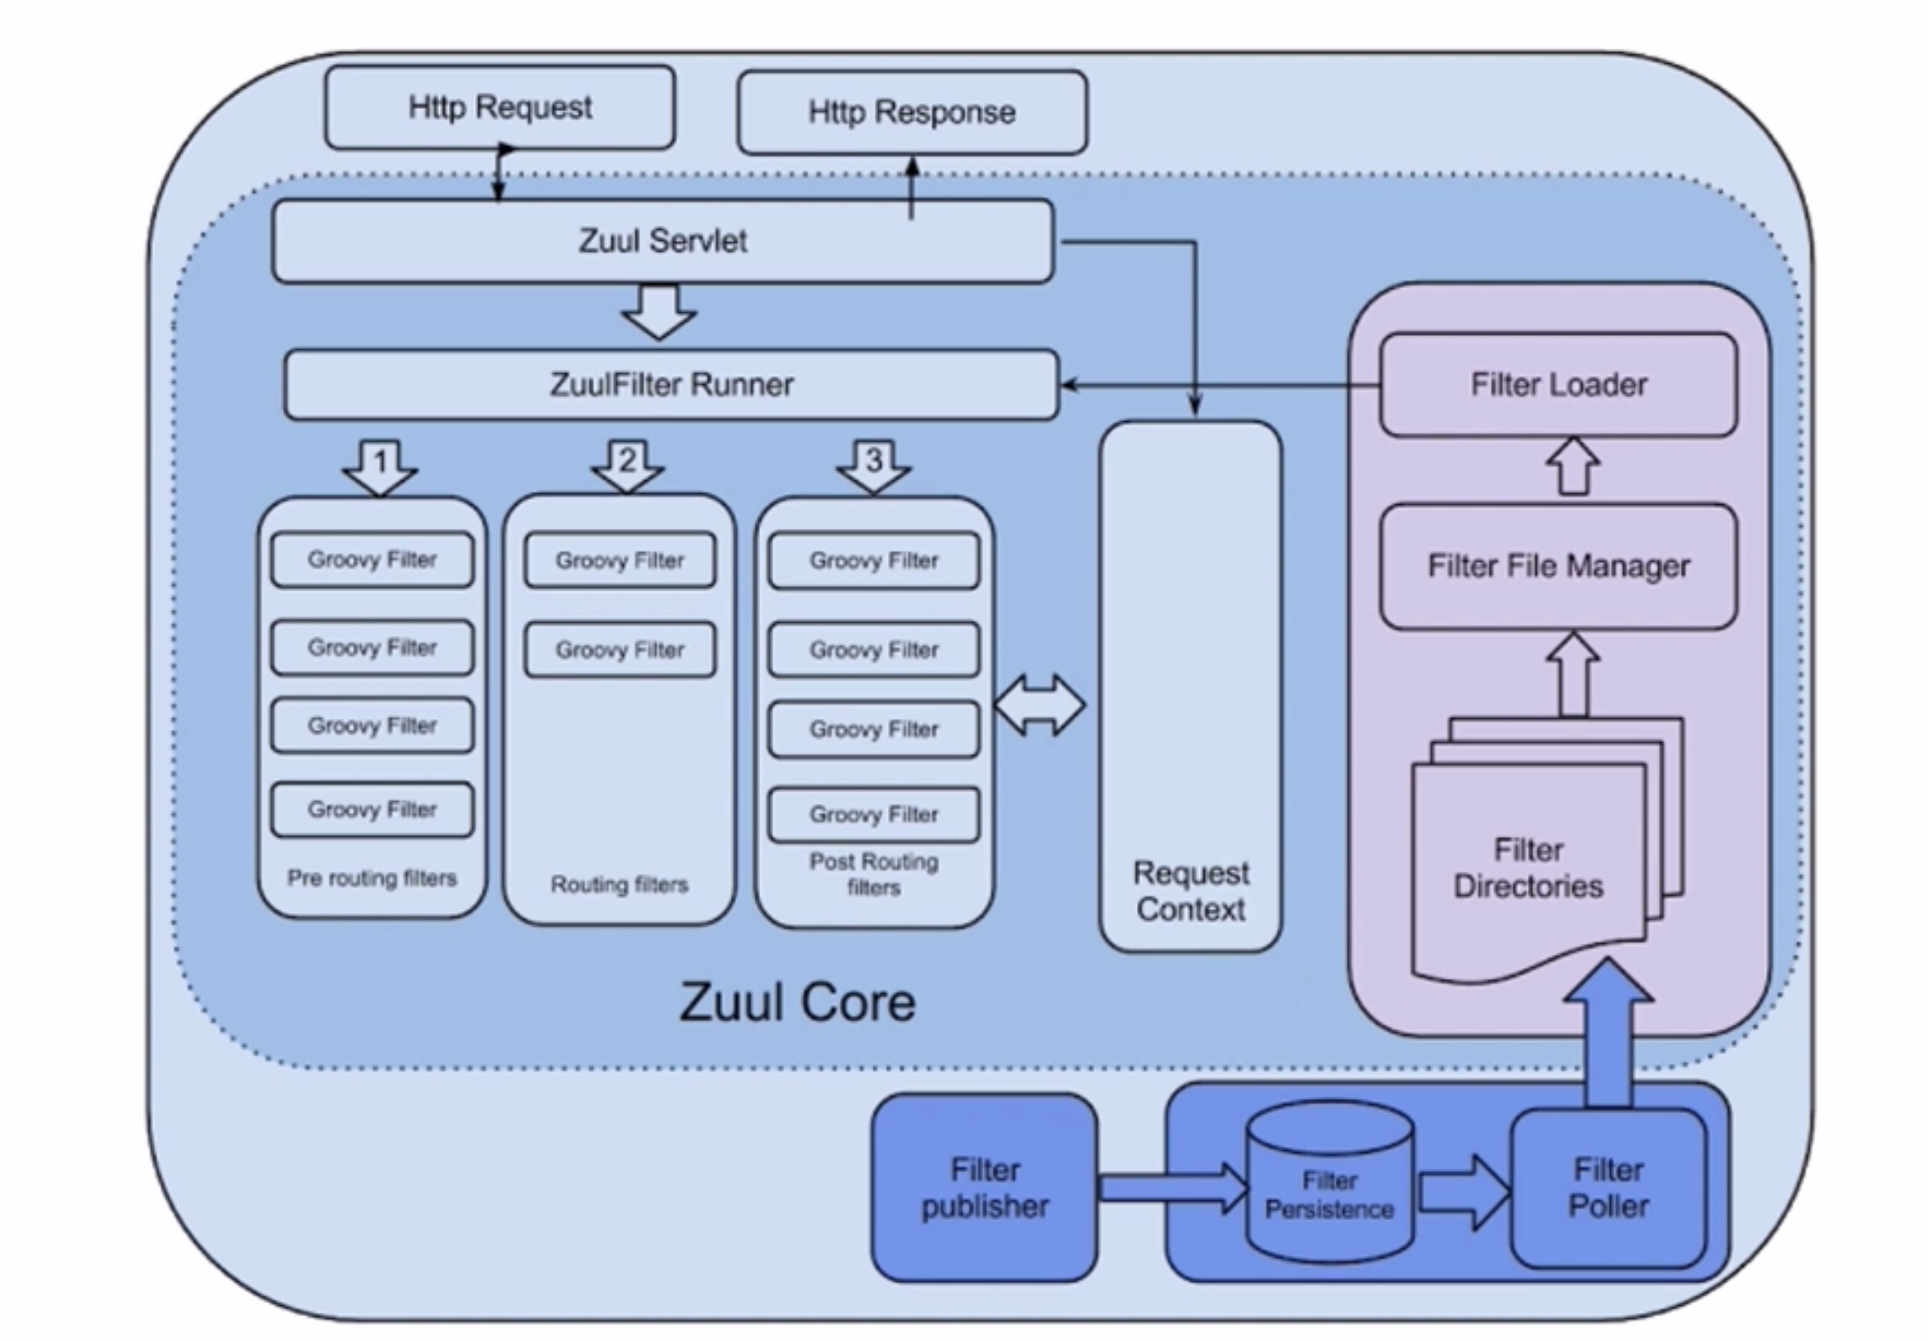 Http Request
Http Response
Zuul Servlet
ZuulFilter Runner
Filter Loader
1
2
3
Groovy Filter
Groovy Filter
Groovy Filter
Groovy Filter
Pre routing filters
Groovy Filter
Groovy Filter
Routing filters
Groovy Filter
Groovy Filter
Groovy Filter
Groovy Filter
Post Routing
filters
Request
Context
Filter File Manager
Filter
Directories
Zuul Core
Filter
publisher
Filter
Persistence
Filter
Poller